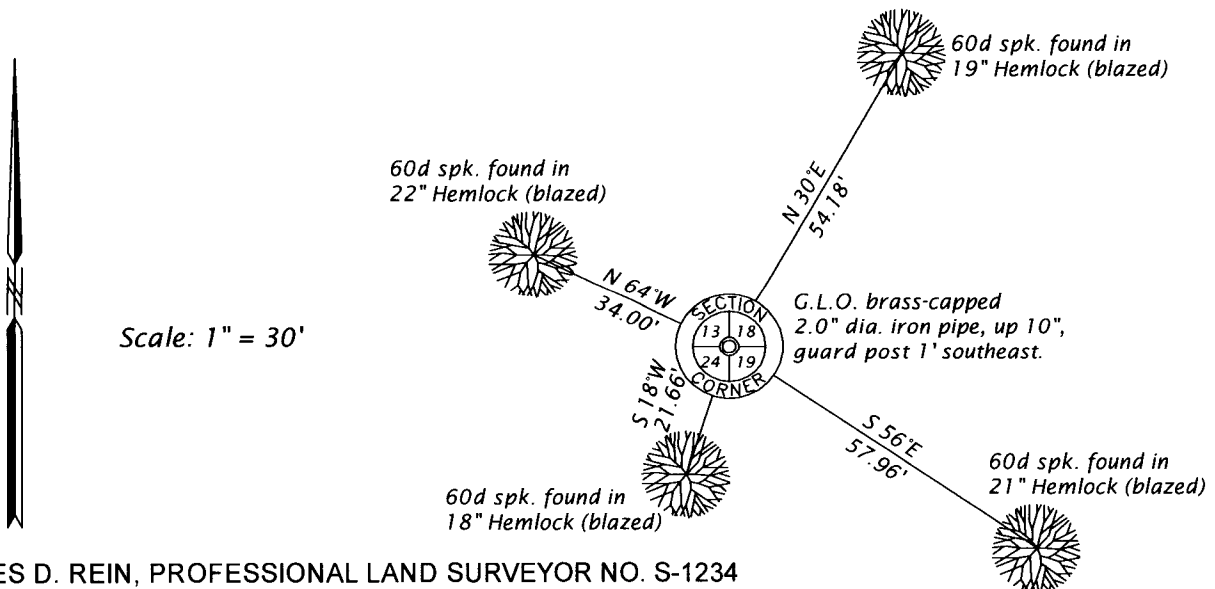 60d spk. found in
19" Hemlock (blazed)
60d spk. found in
22" Hemlock (blazed)
N 30°E
54.18'
N 64°W
34.00'
Scale: 1" = 30'
SECTION
13 18
24 19
CORNER
G.L.O. brass-capped
2.0" dia. iron pipe, up 10",
guard post 1' southeast.
S 18°W
21.66'
S 56°E
57.96'
60d spk. found in
21" Hemlock (blazed)
60d spk. found in
18" Hemlock (blazed)
ES D. REIN, PROFESSIONAL LAND SURVEYOR NO. S-1234